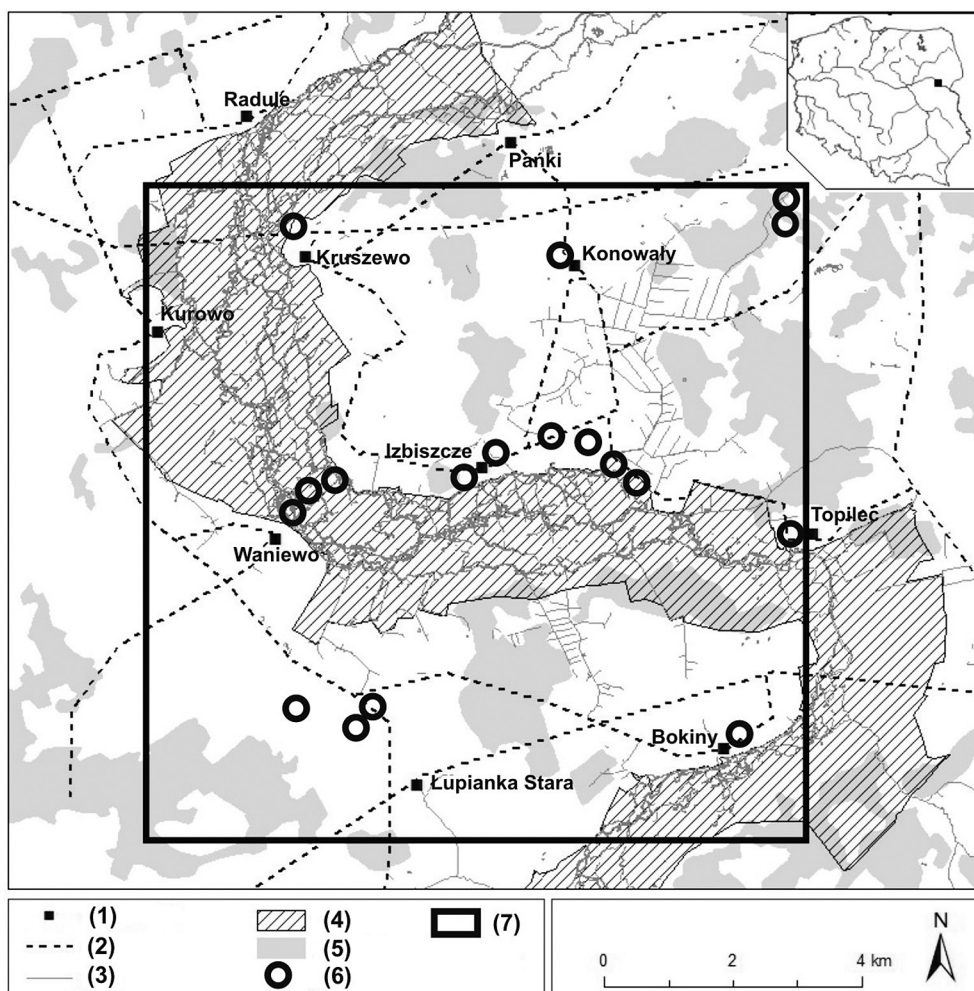 Radule
Pańki
Kruszewo
Konowały
Kurowo
Izbiszcze
Topilec
Waniewo
Bokiny
Łupianka Stara
(1)
(2)
(3)
(4)
(5)
(6)
(7)
N
0 2 4 km